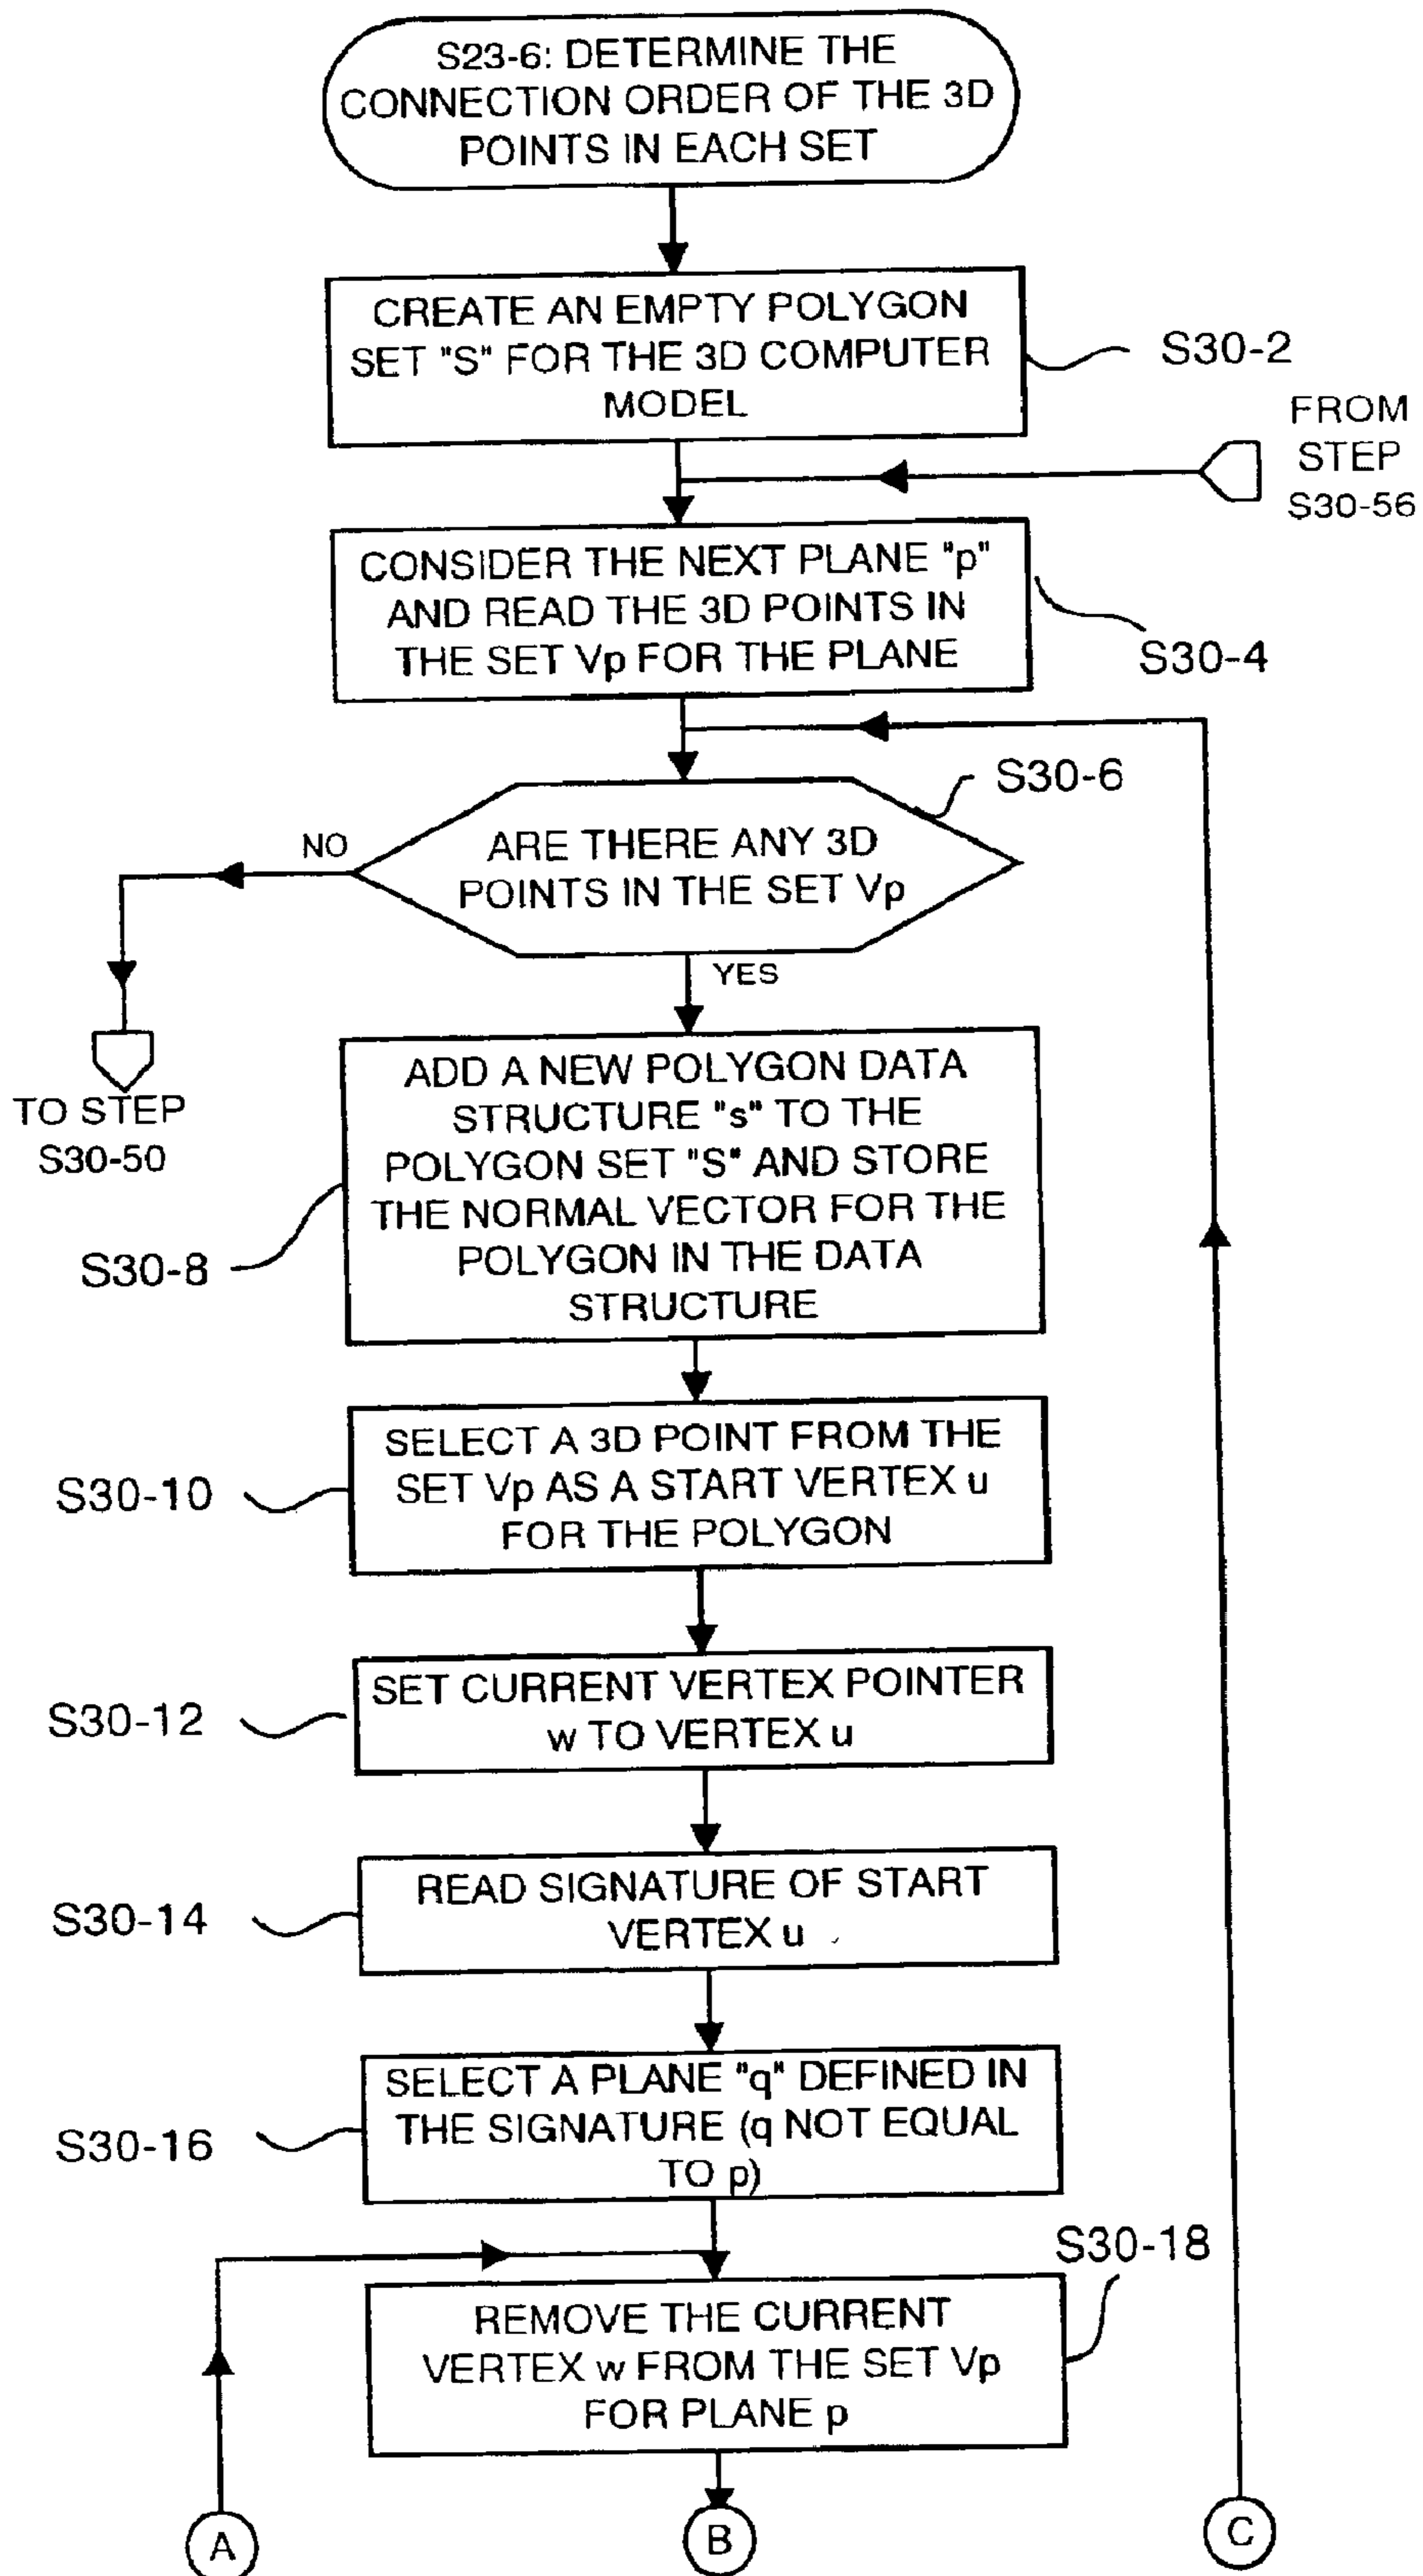 S23-6: DETERMINE THE
CONNECTION ORDER OF THE 3D
POINTS IN EACH SET
CREATE AN EMPTY POLYGON
SET "S" FOR THE 3D COMPUTER
MODEL
S30-2
FROM
STEP
S30-56
CONSIDER THE NEXT PLANE "p"
AND READ THE 3D POINTS IN
THE SET Vp FOR THE PLANE
S30-4
S30-6
NO
ARE THERE ANY 3D
POINTS IN THE SET Vp
YES
TO STEP
S30-50
ADD A NEW POLYGON DATA
STRUCTURE "s" TO THE
POLYGON SET "S" AND STORE
THE NORMAL VECTOR FOR THE
POLYGON IN THE DATA
STRUCTURE
S30-8
SELECT A 3D POINT FROM THE
SET Vp AS A START VERTEX u
FOR THE POLYGON
S30-10
SET CURRENT VERTEX POINTER
w TO VERTEX u
S30-12
READ SIGNATURE OF START
VERTEX u
S30-14
SELECT A PLANE "q" DEFINED IN
THE SIGNATURE (q NOT EQUAL
TO p)
S30-16
S30-18
REMOVE THE CURRENT
VERTEX w FROM THE SET Vp
FOR PLANE p
A
B
C